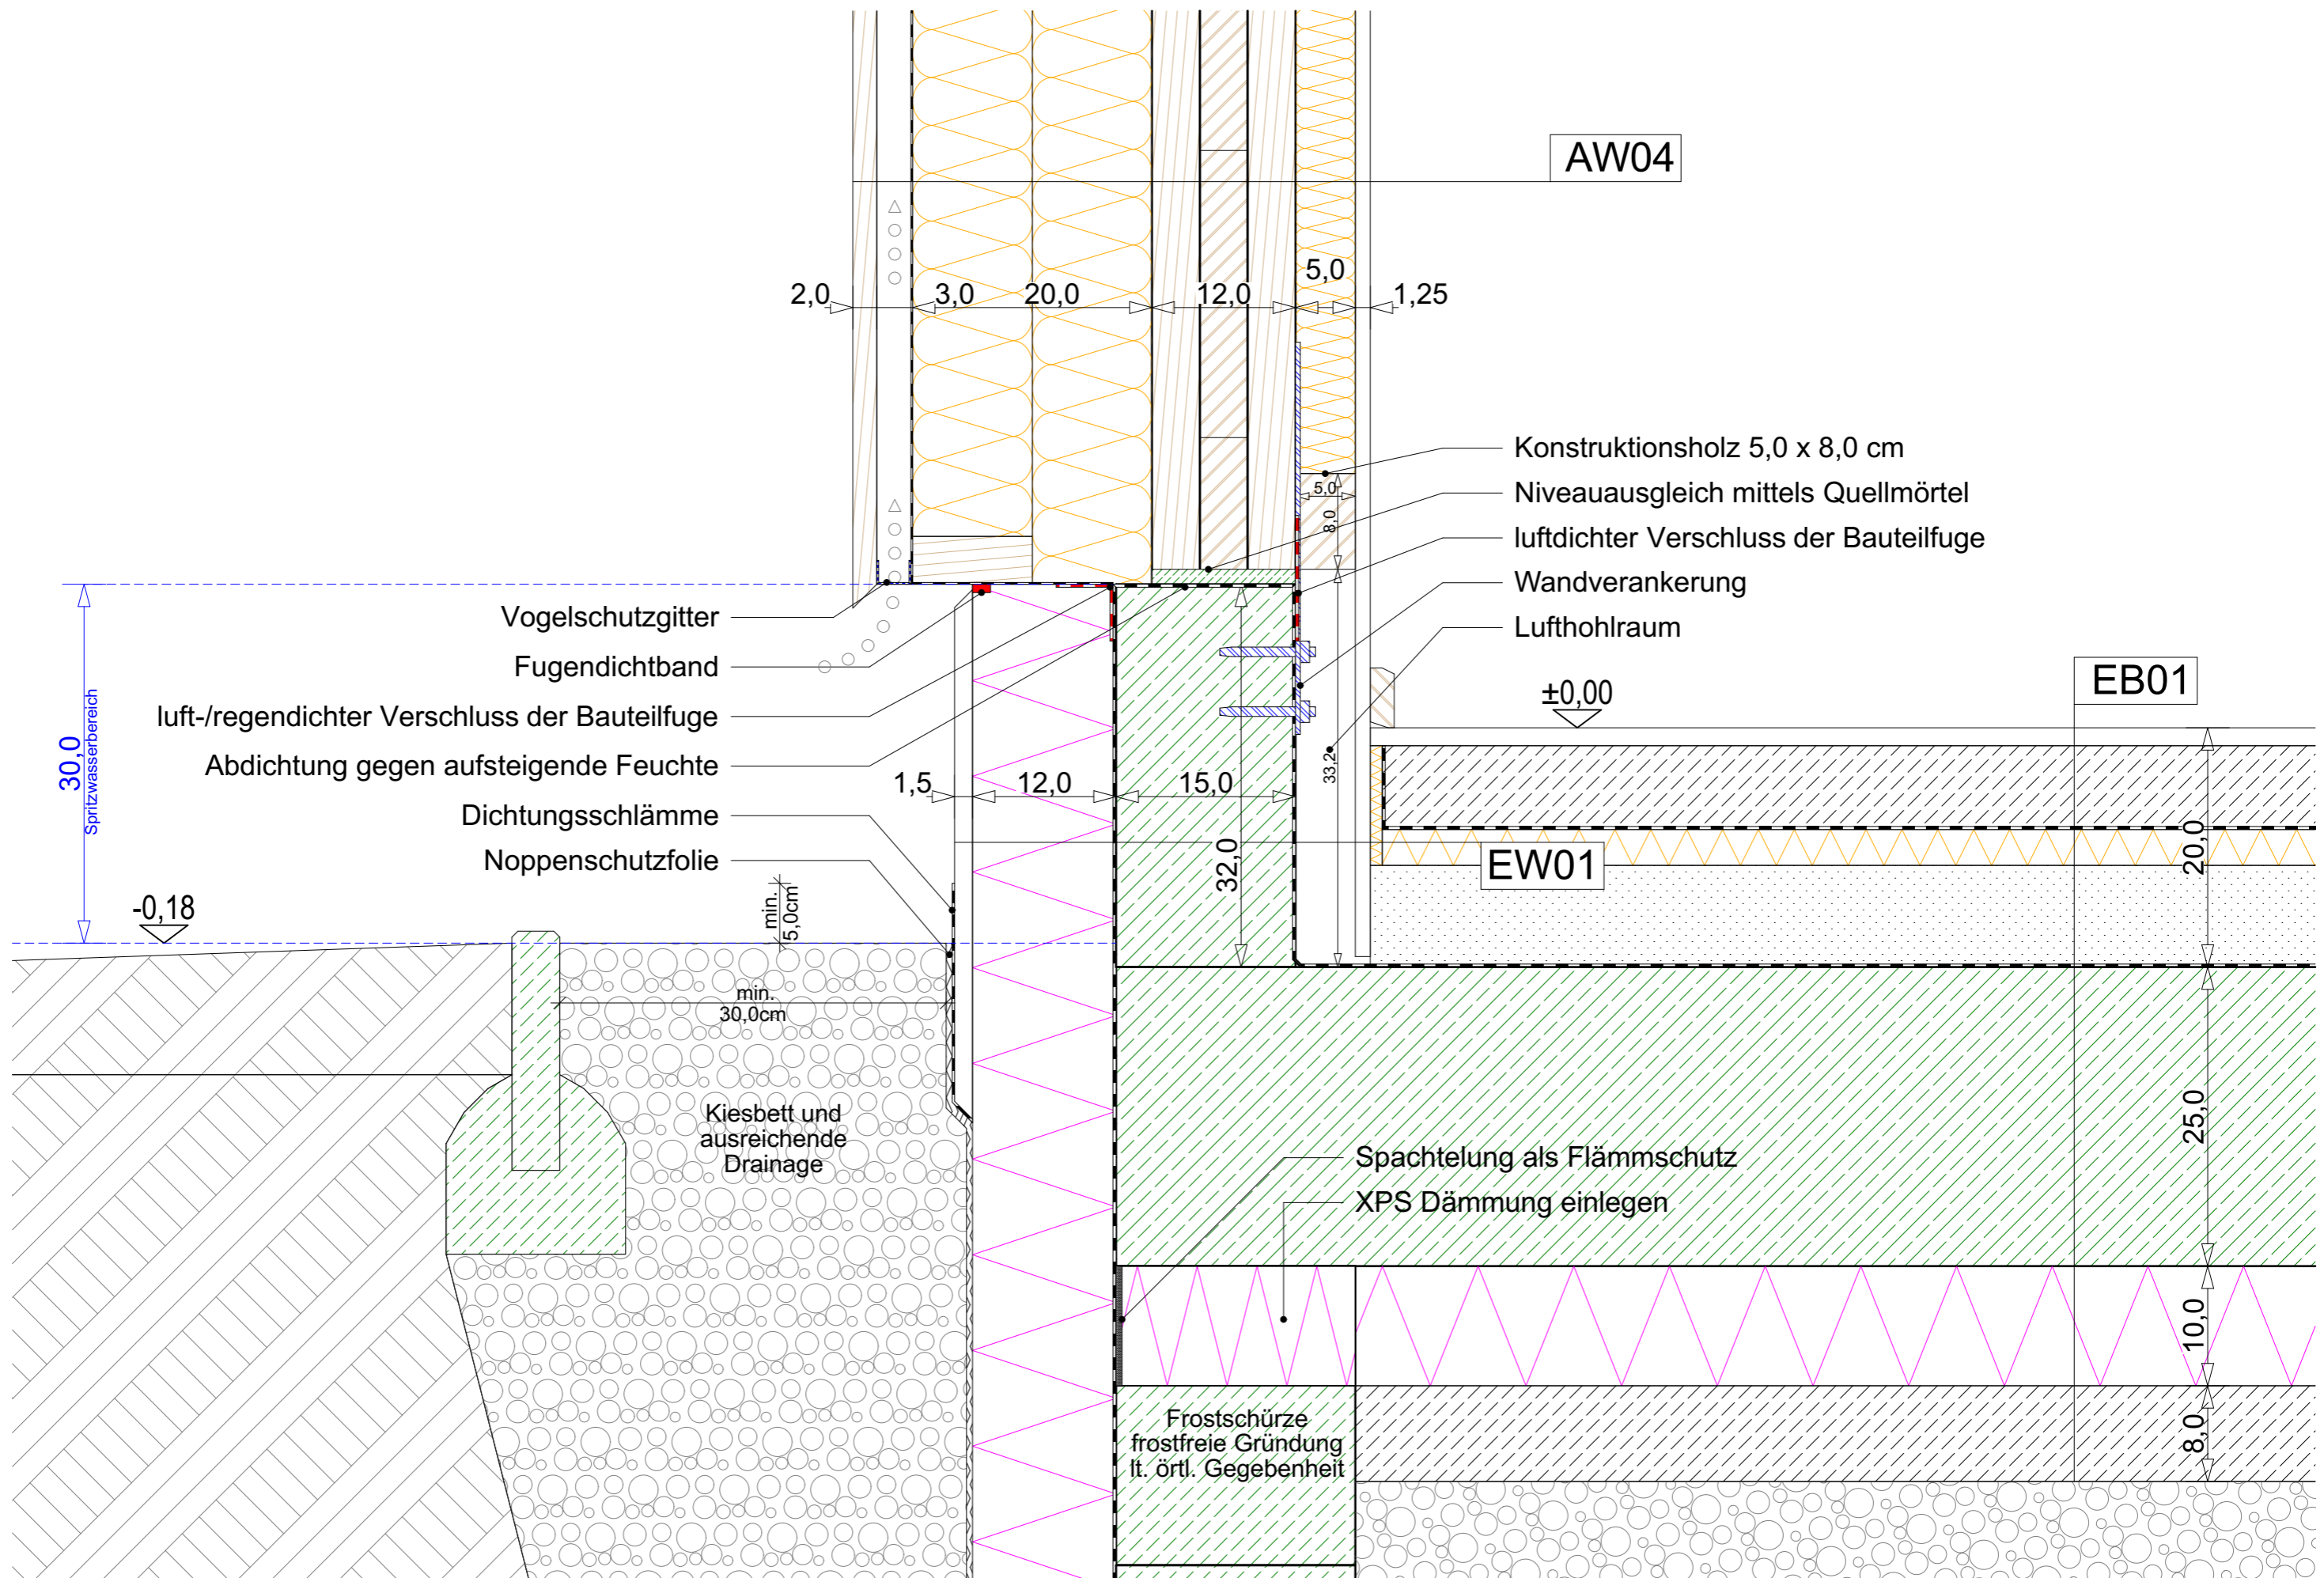 AW04
5,0
2,0
3,0
20,0
12,0
1,25
Konstruktionsholz 5,0 x 8,0 cm
5,0
Niveauausgleich mittels Quellmörtel
8,0
luftdichter Verschluss der Bauteilfuge
Wandverankerung
Vogelschutzgitter
Lufthohlraum
Fugendichtband
EB01
±0,00
luft-/regendichter Verschluss der Bauteilfuge
30,0
Spritzwasserbereich
Abdichtung gegen aufsteigende Feuchte
1,5
12,0
15,0
33,2
Dichtungsschlämme
20,0
Noppenschutzfolie
32,0
EW01
-0,18
min.
5,0cm
min.
30,0cm
25,0
Kiesbett und
ausreichende
Drainage
Spachtelung als Flämmschutz
XPS Dämmung einlegen
10,0
Frostschürze
frostfreie Gründung
lt. örtl. Gegebenheit
8,0